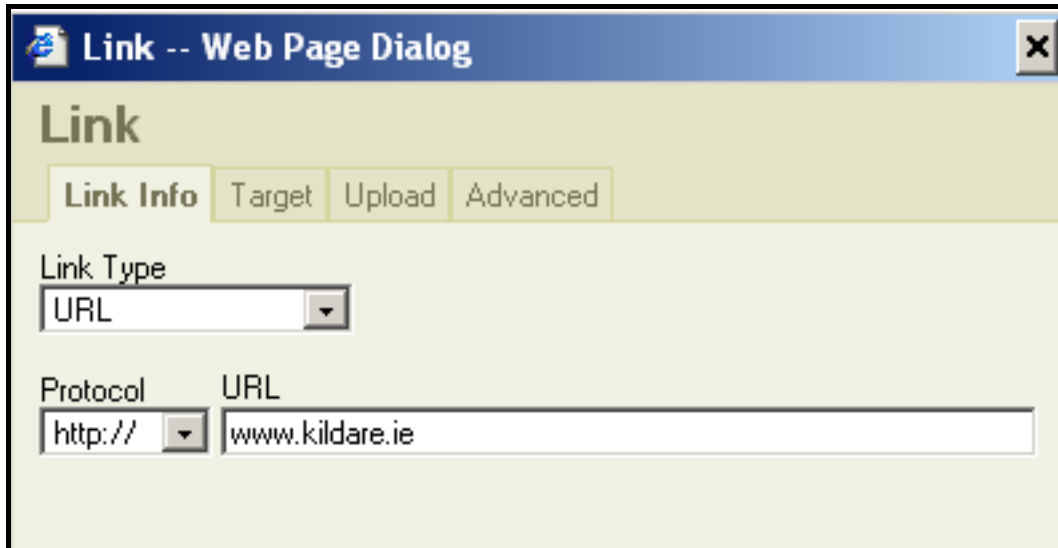 Link -- Web Page Dialog
Link
Link Info Target Upload Advanced
Link Type
URL
Protocol URL
http:// www.kildare.ie